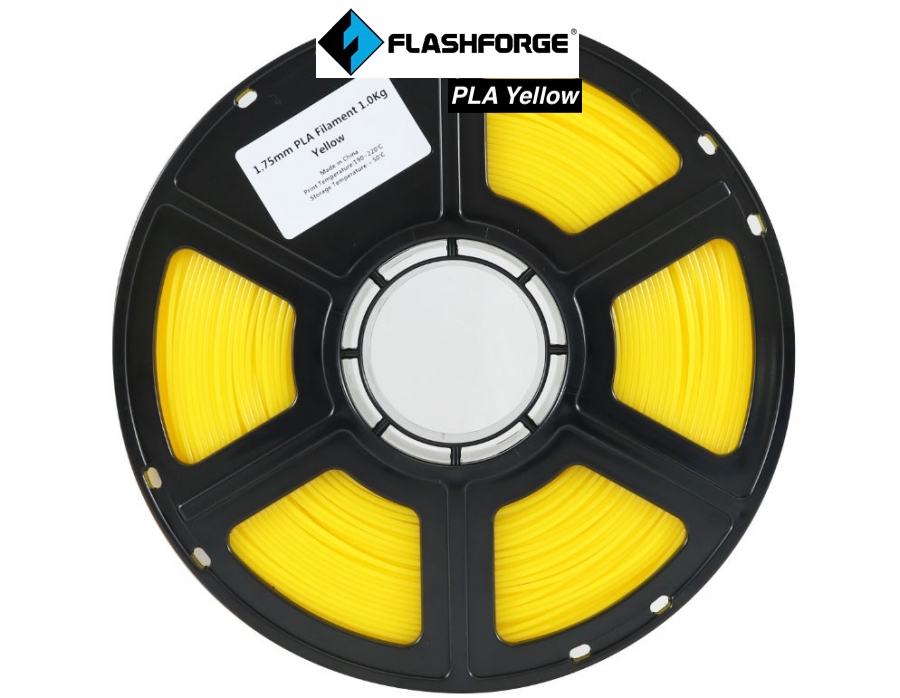 FLASHFORGE®
PLA Yellow
1.75mm PLA Filament 1.0Kg
Yellow
Made in China
Print Temperature:190~220℃
Storage Temperature:< 50℃